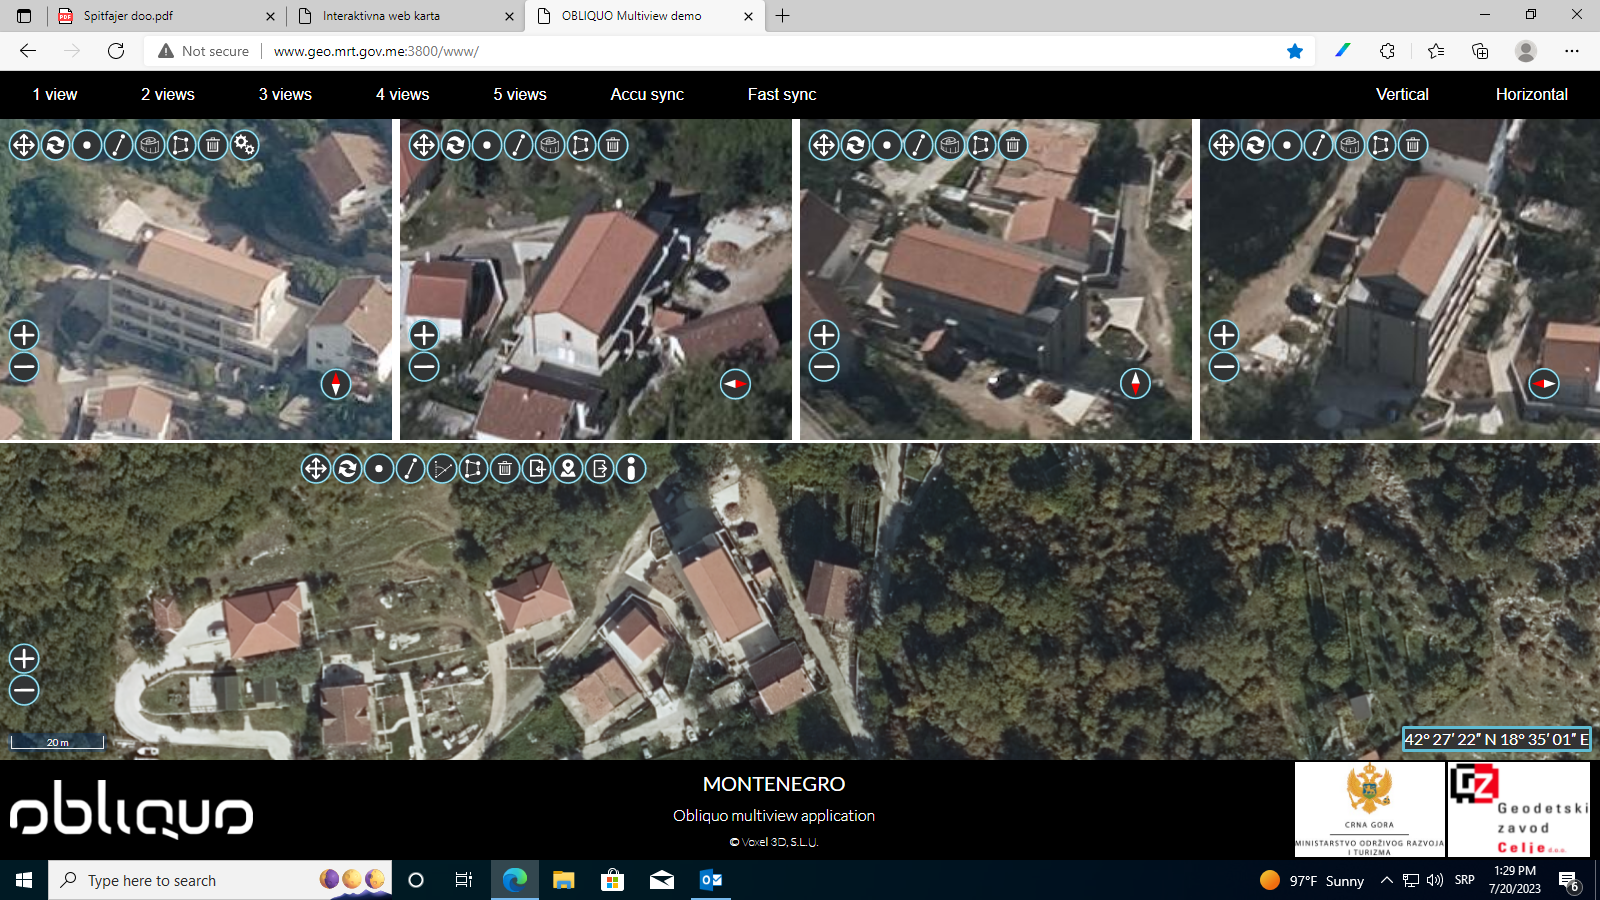 Spitfajer doo.pdf
Interaktivna web karta
OBLIQUO Multiview demo
Not secure
www.geo.mrt.gov.me:3800/www/
1 view
2 views
3 views
4 views
5 views
Accu sync
Fast sync
Vertical
Horizontal
20 m
42° 27′ 22″ N 18° 35′ 01″ E
obliquo
MONTENEGRO
Obliquo multiview application
© Voxel 3D, S.L.U.
CRNA GORA
MINISTARSTVO ODRŽIVOG RAZVOJA
I TURIZMA
GZ
Geodetski
zavod
Celje d.o.o.
Type here to search
97°F Sunny
SRP
1:29 PM
7/20/2023
6